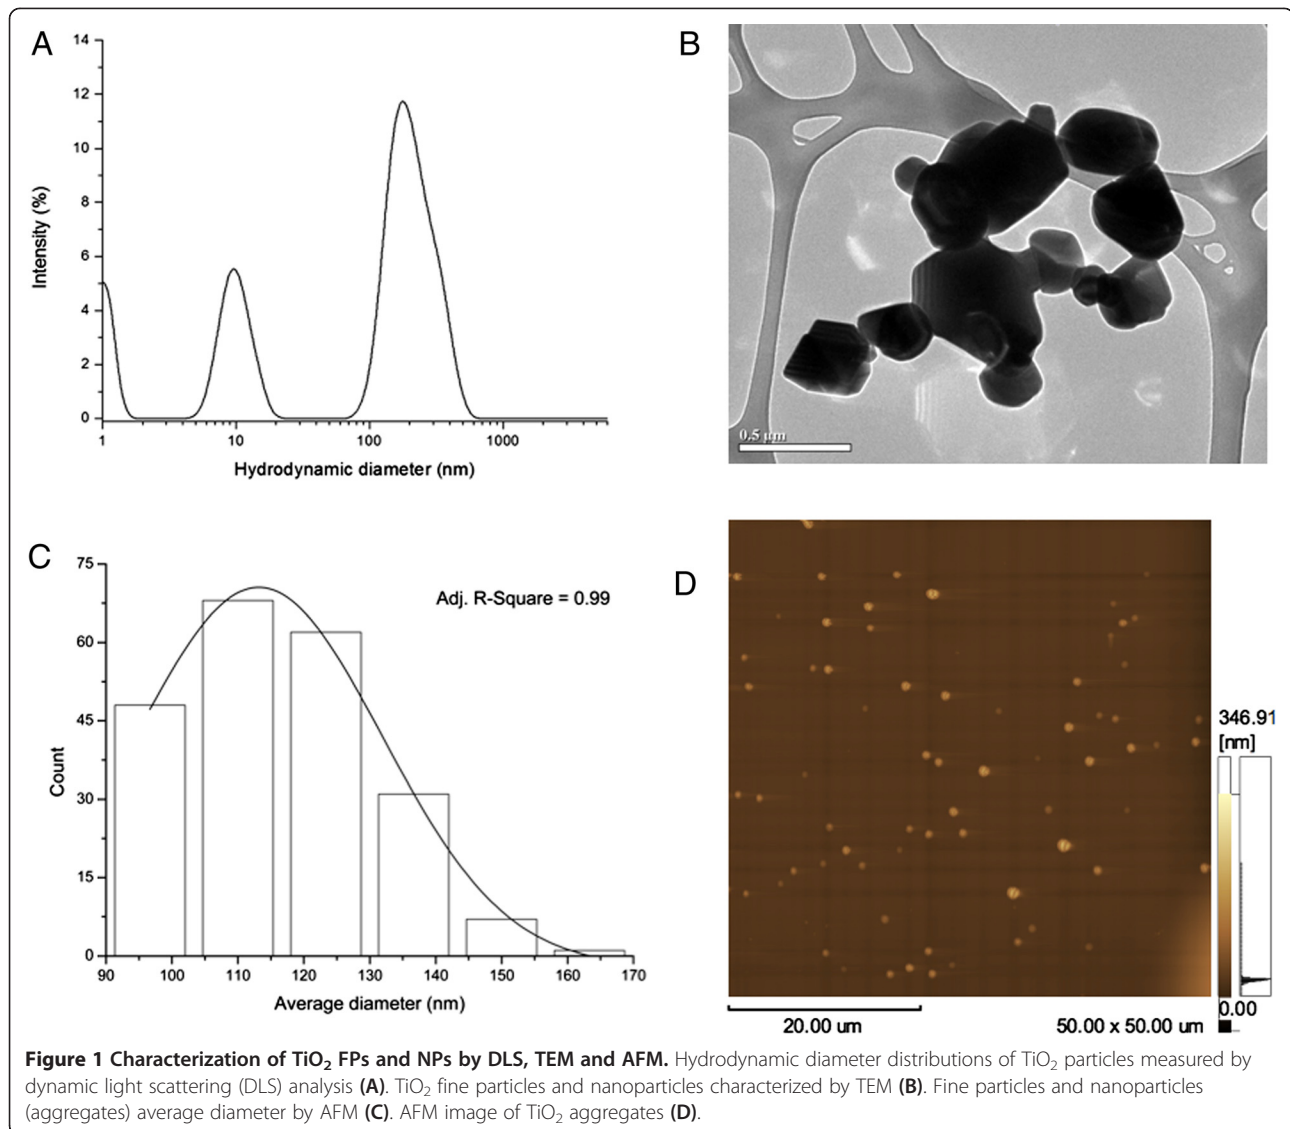 A
14
12
10
8
6
4
2
0
Intensity (%)
1
10
100
1000
Hydrodynamic diameter (nm)
B
0.5 µm
C
75
60
45
30
15
0
Count
Adj. R-Square = 0.99
90
100
110
120
130
140
150
160
170
Average diameter (nm)
D
346.91
[nm]
0.00
20.00 um
50.00 x 50.00 um
Figure 1 Characterization of TiO₂ FPs and NPs by DLS, TEM and AFM. Hydrodynamic diameter distributions of TiO₂ particles measured by
dynamic light scattering (DLS) analysis (A). TiO₂ fine particles and nanoparticles characterized by TEM (B). Fine particles and nanoparticles
(aggregates) average diameter by AFM (C). AFM image of TiO₂ aggregates (D).